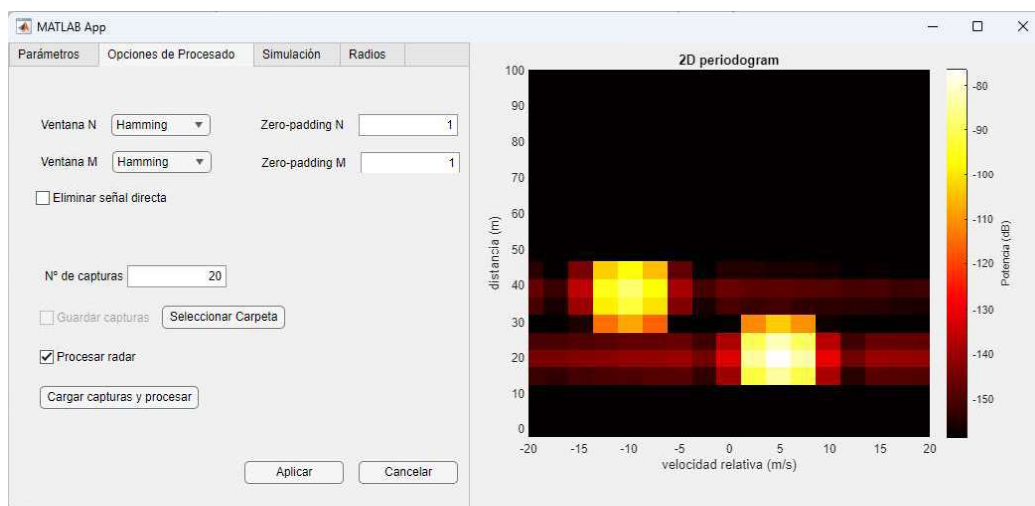 MATLAB App
Parámetros Opciones de Procesado Simulación Radios
Ventana N Hamming Zero-padding N 1
Ventana M Hamming Zero-padding M 1
Eliminar señal directa
Nº de capturas 20
Guardar capturas Seleccionar Carpeta
Procesar radar
Cargar capturas y procesar
Aplicar Cancelar
2D periodogram
100
90
80
70
60
50
40
30
20
10
0
distancia (m)
-20 -15 -10 -5 0 5 10 15 20
velocidad relativa (m/s)
-80
-90
-100
-110
-120
-130
-140
-150
Potencia (dB)